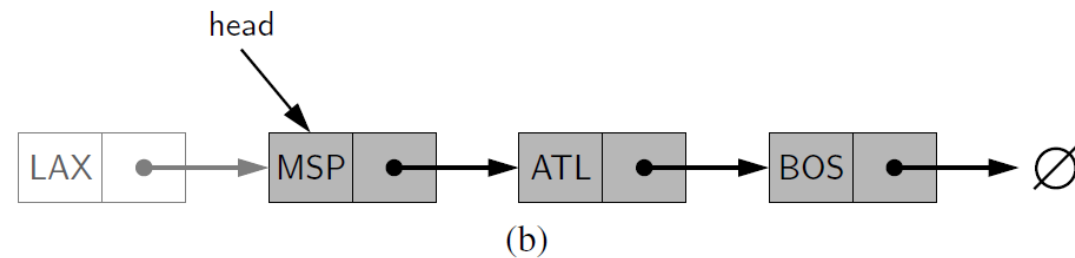 head
LAX MSP ATL BOS ∅
(b)